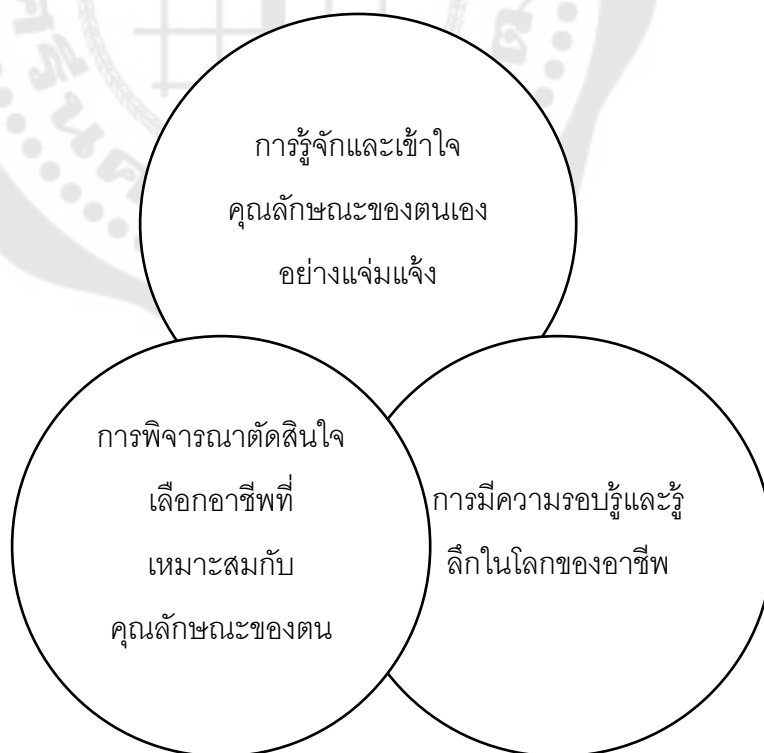 การรู้จักและเข้าใจ
คุณลักษณะของตนเอง
อย่างแจ่มแจ้ง
การพิจารณาตัดสินใจ
เลือกอาชีพที่
เหมาะสมกับ
คุณลักษณะของตน
การมีความรอบรู้และรู้
ลึกในโลกของอาชีพ